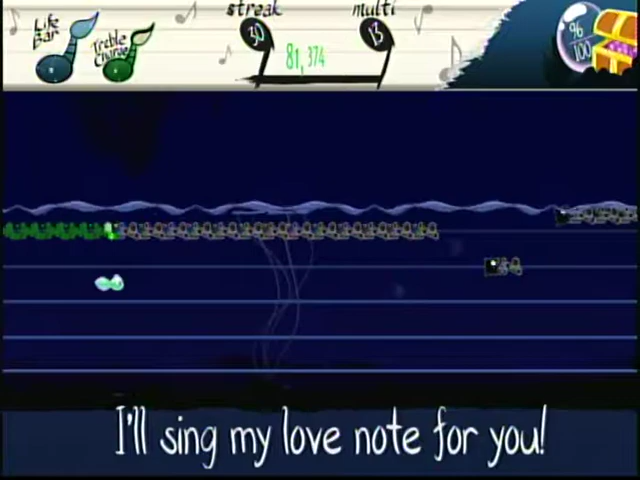 Life
Bar
Treble
Charge
streak
30
81,374
multi
13
%
100
I'll sing my love note for you!